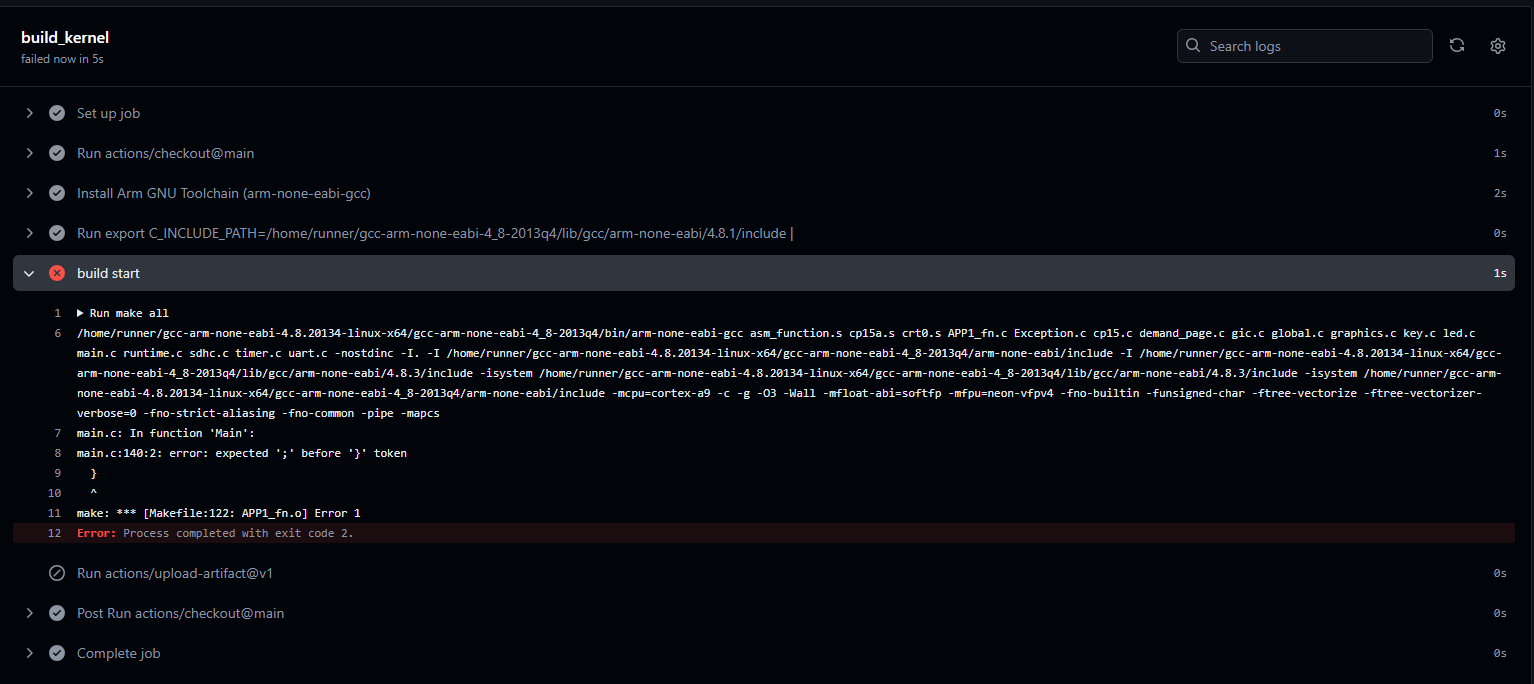 build_kernel
failed now in 5s
Search logs
Set up job 0s
Run actions/checkout@main 1s
Install Arm GNU Toolchain (arm-none-eabi-gcc) 2s
Run export C_INCLUDE_PATH=/home/runner/gcc-arm-none-eabi-4_8-2013q4/lib/gcc/arm-none-eabi/4.8.1/include | 0s
build start 1s
1 ▶ Run make all
6 /home/runner/gcc-arm-none-eabi-4.8.20134-linux-x64/gcc-arm-none-eabi-4_8-2013q4/bin/arm-none-eabi-gcc asm_function.s cp15a.s crt0.s APP1_fn.c Exception.c cp15.c demand_page.c gic.c global.c graphics.c key.c led.c
main.c runtime.c sdhc.c timer.c uart.c -nostdinc -I. -I /home/runner/gcc-arm-none-eabi-4.8.20134-linux-x64/gcc-arm-none-eabi-4_8-2013q4/arm-none-eabi/include -I /home/runner/gcc-arm-none-eabi-4.8.20134-linux-x64/gcc-
arm-none-eabi-4_8-2013q4/lib/gcc/arm-none-eabi/4.8.3/include -isystem /home/runner/gcc-arm-none-eabi-4.8.20134-linux-x64/gcc-arm-none-eabi-4_8-2013q4/lib/gcc/arm-none-eabi/4.8.3/include -isystem /home/runner/gcc-arm-
none-eabi-4.8.20134-linux-x64/gcc-arm-none-eabi-4_8-2013q4/arm-none-eabi/include -mcpu=cortex-a9 -c -g -O3 -Wall -mfloat-abi=softfp -mfpu=neon-vfpv4 -fno-builtin -funsigned-char -ftree-vectorize -ftree-vectorizer-
verbose=0 -fno-strict-aliasing -fno-common -pipe -mapcs
7 main.c: In function 'Main':
8 main.c:140:2: error: expected ';' before '}' token
9 }
10 ^
11 make: *** [Makefile:122: APP1_fn.o] Error 1
12 Error: Process completed with exit code 2.
Run actions/upload-artifact@v1 0s
Post Run actions/checkout@main 0s
Complete job 0s